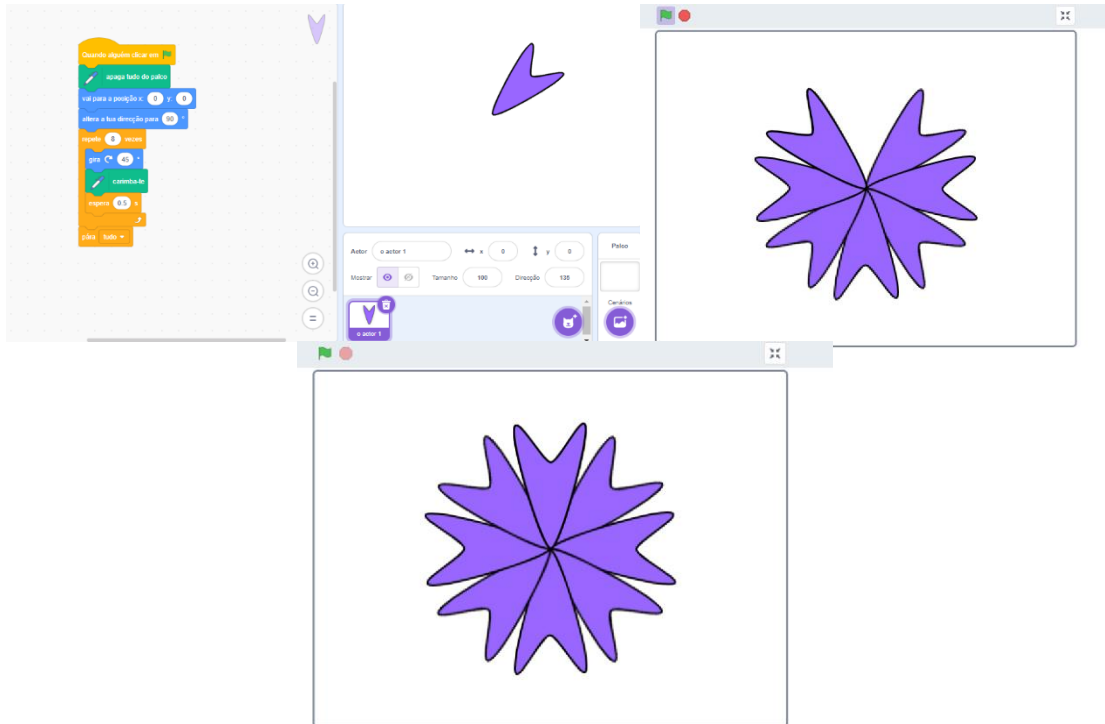 Quando alguém clicar em
apaga tudo do palco
vai para a posição x: 0 y: 0
altera a tua direcção para 90 °
repete 8 vezes
gira 45 °
carimba-te
espera 0.5 s
pára tudo
Actor o actor 1 x 0 y 0
Mostrar Tamanho 100 Direcção 135
o actor 1
Palco
Cenários